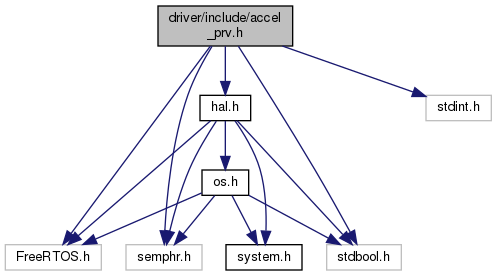 driver/include/accel
_prv.h
hal.h
stdint.h
os.h
FreeRTOS.h
semphr.h
system.h
stdbool.h